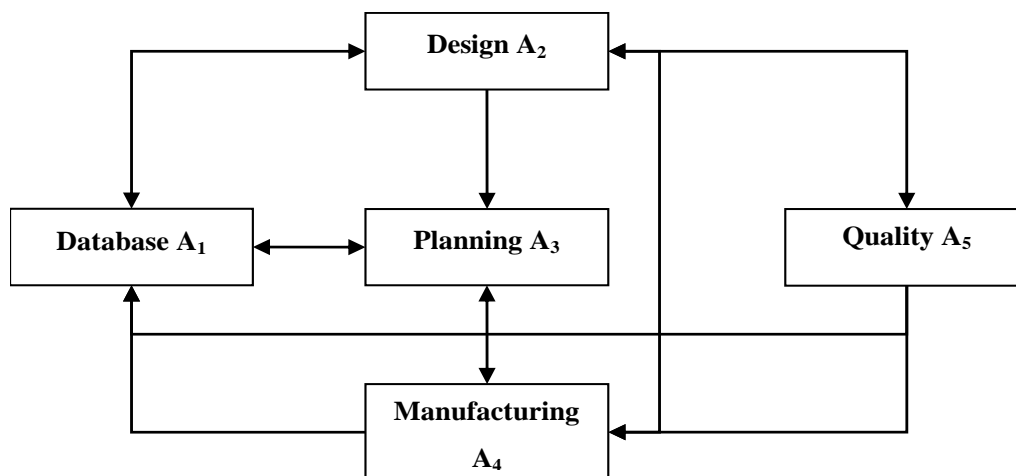 Design A₂
Database A₁
Planning A₃
Quality A₅
Manufacturing
A₄